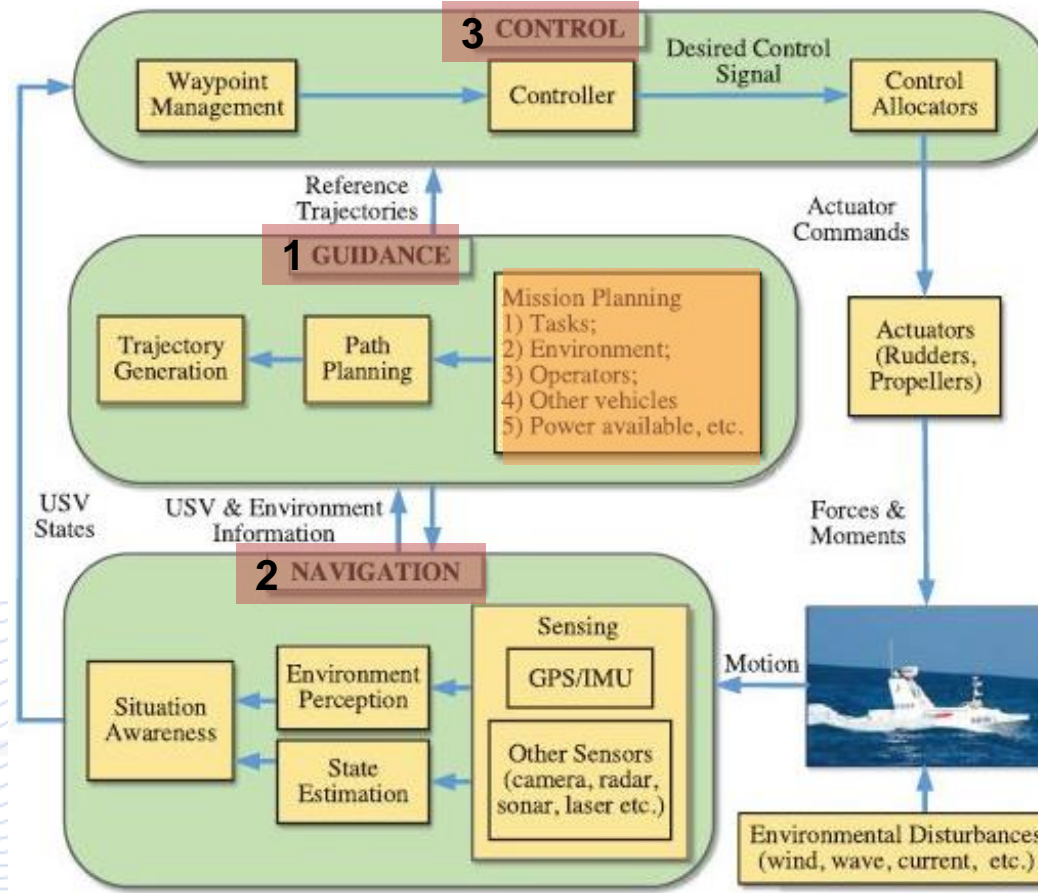 3 CONTROL
Waypoint
Management
Controller
Desired Control
Signal
Control
Allocators
Reference
Trajectories
Actuator
Commands
1 GUIDANCE
Trajectory
Generation
Path
Planning
Mission Planning
1) Tasks;
2) Environment;
3) Operators;
4) Other vehicles
5) Power available, etc.
Actuators
(Rudders,
Propellers)
USV
States
USV & Environment
Information
Forces &
Moments
2 NAVIGATION
Situation
Awareness
Environment
Perception
State
Estimation
Sensing
GPS/IMU
Other Sensors
(camera, radar,
sonar, laser etc.)
Motion
Environmental Disturbances
(wind, wave, current, etc.)